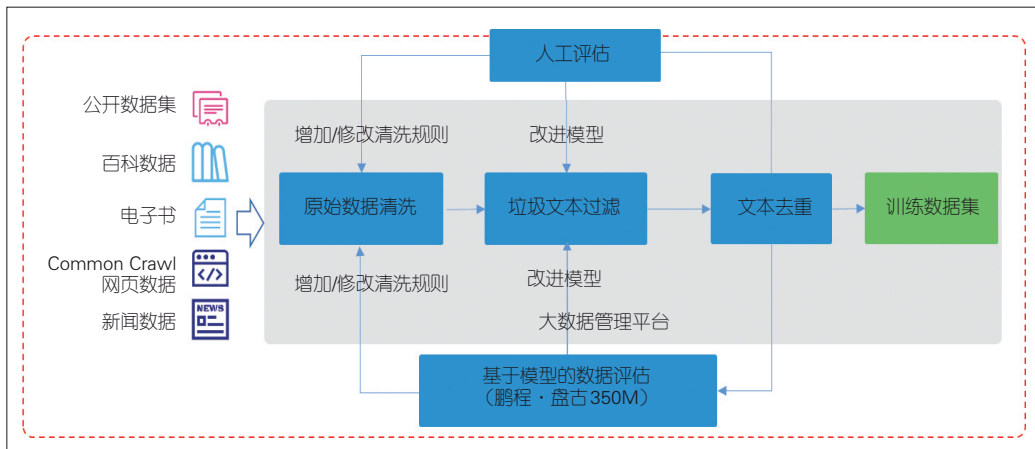 人工评估
公开数据集
增加/修改清洗规则
改进模型
百科数据
电子书
原始数据清洗
垃圾文本过滤
文本去重
训练数据集
Common Crawl
网页数据
增加/修改清洗规则
改进模型
NEWS
新闻数据
大数据管理平台
基于模型的数据评估
（鹏程·盘古350M）